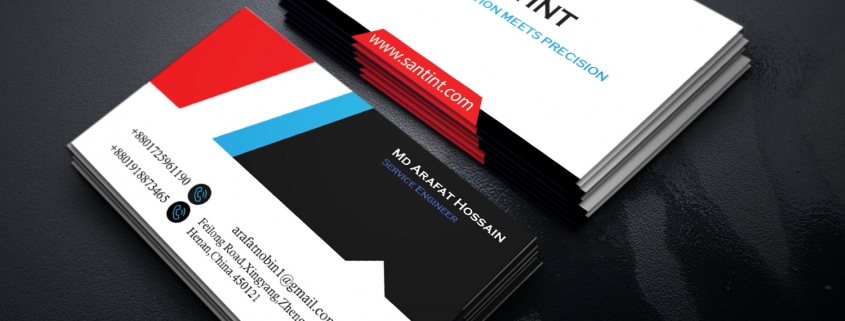 INT
ION MEETS PRECISION
www.santint.com
MD ARAFAT HOSSAIN
SERVICE ENGINEER
+8801725961190
+8801918873465
arafatnobin1@gmail.com
Feilong Road,Xingyang,Zheng
Henan,China.450121